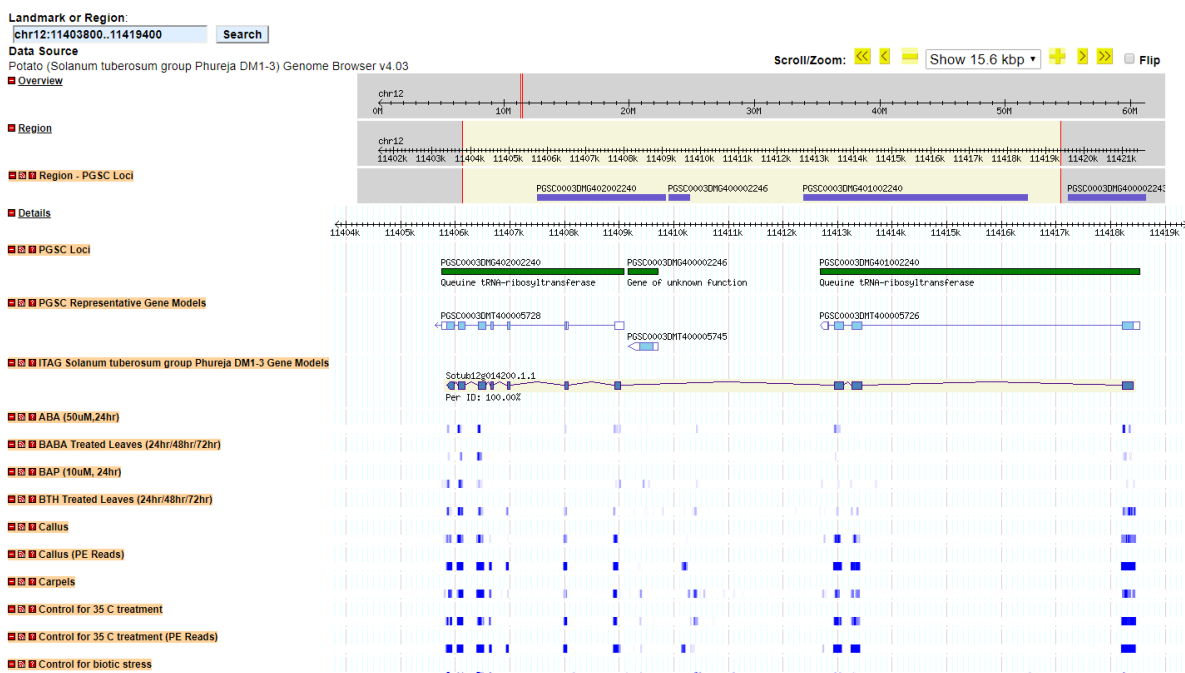 Landmark or Region:
chr12:11403800..11419400 Search
Data Source
Potato (Solanum tuberosum group Phureja DM1-3) Genome Browser v4.03
Scroll/Zoom: << < − Show 15.6 kbp + > >> Flip
Overview
chr12
0M 10M 20M 30M 40M 50M 60M
Region
chr12
11402k 11403k 11404k 11405k 11406k 11407k 11408k 11409k 11410k 11411k 11412k 11413k 11414k 11415k 11416k 11417k 11418k 11419k 11420k 11421k
Region - PGSC Loci
PGSC0003DMG402002240 PGSC0003DMG400002246 PGSC0003DMG401002240 PGSC0003DMG400002243
Details
11404k 11405k 11406k 11407k 11408k 11409k 11410k 11411k 11412k 11413k 11414k 11415k 11416k 11417k 11418k 11419k
PGSC Loci
PGSC0003DMG402002240 PGSC0003DMG400002246 PGSC0003DMG401002240
Queuine tRNA-ribosyltransferase Gene of unknown function Queuine tRNA-ribosyltransferase
PGSC Representative Gene Models
PGSC0003DMT400005728 PGSC0003DMT400005726
PGSC0003DMT400005745
ITAG Solanum tuberosum group Phureja DM1-3 Gene Models
Sotub12g014200.1.1
Per ID: 100.00%
ABA (50uM,24hr)
BABA Treated Leaves (24hr/48hr/72hr)
BAP (10uM, 24hr)
BTH Treated Leaves (24hr/48hr/72hr)
Callus
Callus (PE Reads)
Carpels
Control for 35 C treatment
Control for 35 C treatment (PE Reads)
Control for biotic stress